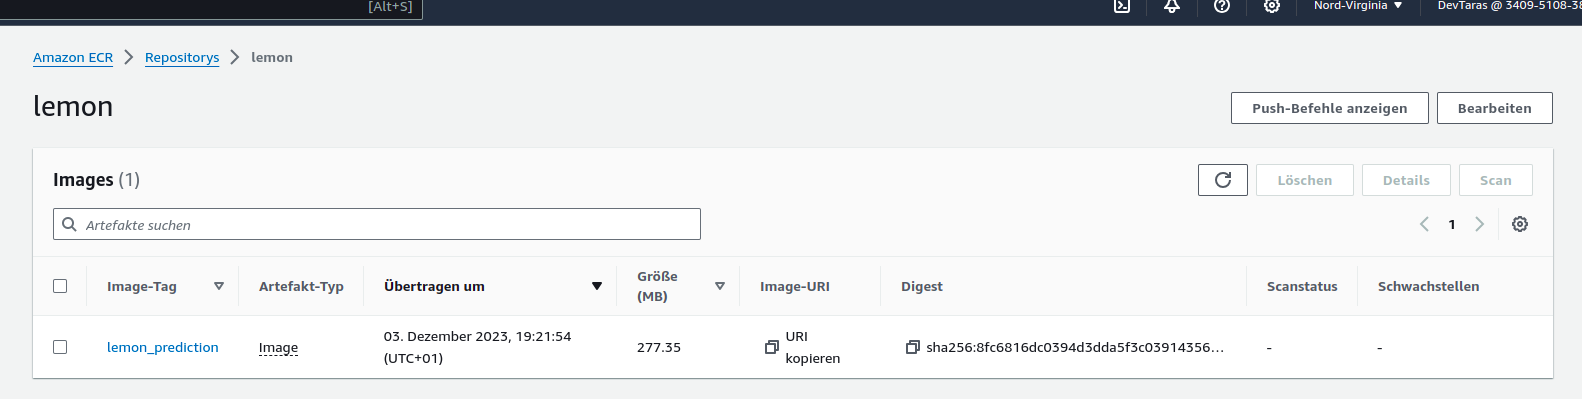 [Alt+S]
Nord-Virginia
DevTaras @ 3409-5108-38
Amazon ECR
Repositorys
lemon
lemon
Push-Befehle anzeigen
Bearbeiten
Images (1)
Löschen
Details
Scan
Artefakte suchen
1
Image-Tag
Artefakt-Typ
Übertragen um
Größe
(MB)
Image-URI
Digest
Scanstatus
Schwachstellen
lemon_prediction
Image
03. Dezember 2023, 19:21:54
(UTC+01)
277.35
URI
kopieren
sha256:8fc6816dc0394d3dda5f3c03914356...
-
-